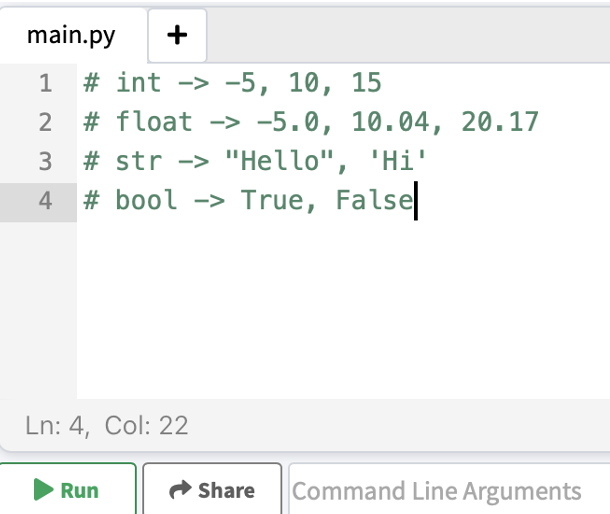 main.py +
1 # int -> -5, 10, 15
2 # float -> -5.0, 10.04, 20.17
3 # str -> "Hello", 'Hi'
4 # bool -> True, False
Ln: 4, Col: 22
Run Share Command Line Arguments